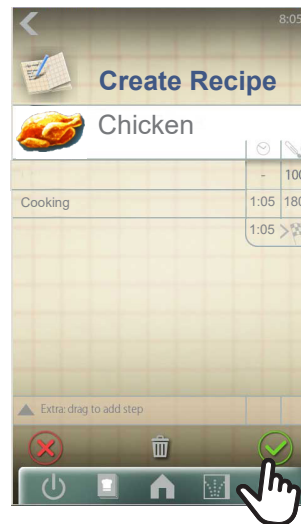 8:05
Create Recipe
Chicken
- 100
Cooking 1:05 180
1:05
Extra: drag to add step